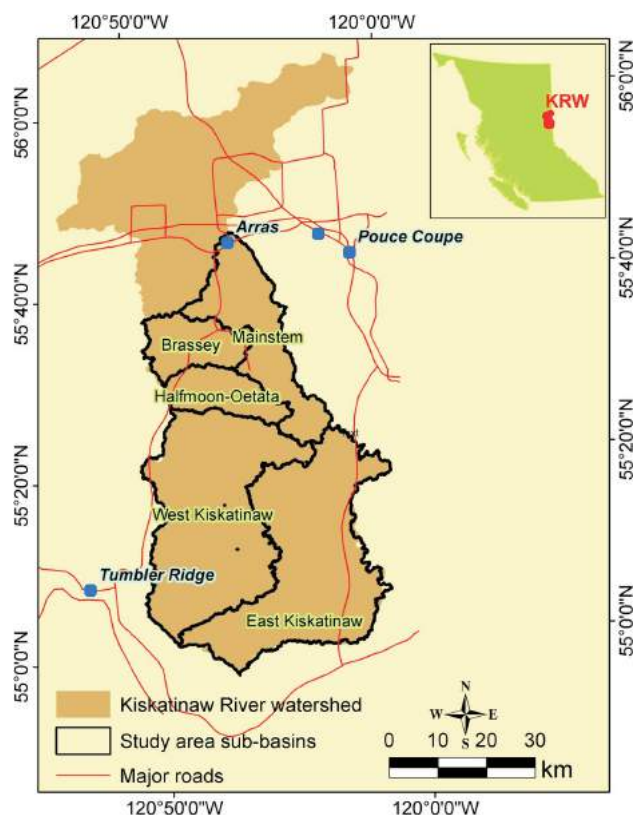 120°50'0"W 120°0'0"W
56°0'0"N
56°0'0"N
KRW
Arras
Pouce Coupe
55°40'0"N
55°40'0"N
Mainstem
Brassey
Halfmoon-Oetata
55°20'0"N
55°20'0"N
West Kiskatinaw
Tumbler Ridge
East Kiskatinaw
55°0'0"N
55°0'0"N
Kiskatinaw River watershed
Study area sub-basins
Major roads
N
W E
S
0 10 20 30
km
120°50'0"W 120°0'0"W